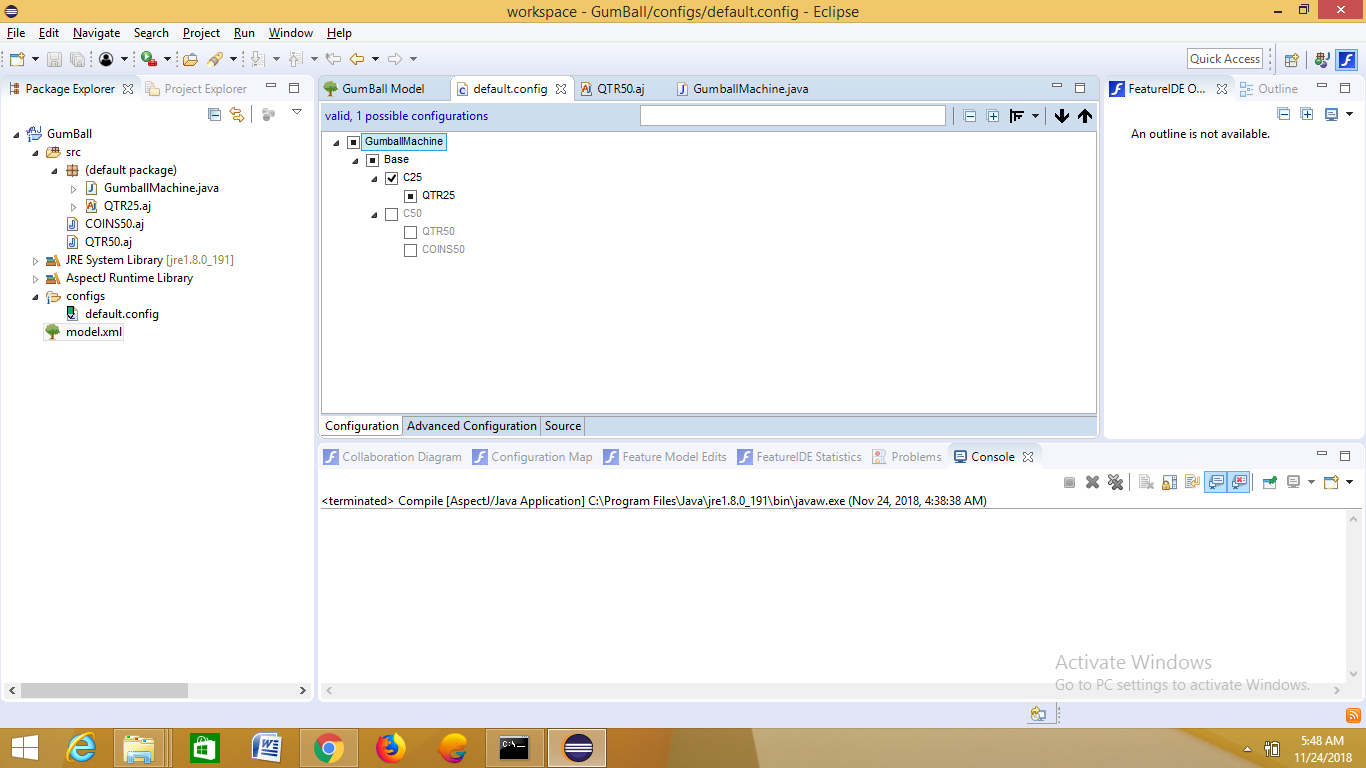 workspace - GumBall/configs/default.config - Eclipse
File Edit Navigate Search Project Run Window Help
Quick Access
Package Explorer Project Explorer
GumBall
src
(default package)
GumballMachine.java
QTR25.aj
COINS50.aj
QTR50.aj
JRE System Library [jre1.8.0_191]
AspectJ Runtime Library
configs
default.config
model.xml
GumBall Model default.config QTR50.aj GumballMachine.java
valid, 1 possible configurations
GumballMachine
Base
C25
QTR25
C50
QTR50
COINS50
Configuration Advanced Configuration Source
FeatureIDE O... Outline
An outline is not available.
Collaboration Diagram Configuration Map Feature Model Edits FeatureIDE Statistics Problems Console
<terminated> Compile [AspectJ/Java Application] C:\Program Files\Java\jre1.8.0_191\bin\javaw.exe (Nov 24, 2018, 4:38:38 AM)
Activate Windows
Go to PC settings to activate Windows.
5:48 AM
11/24/2018